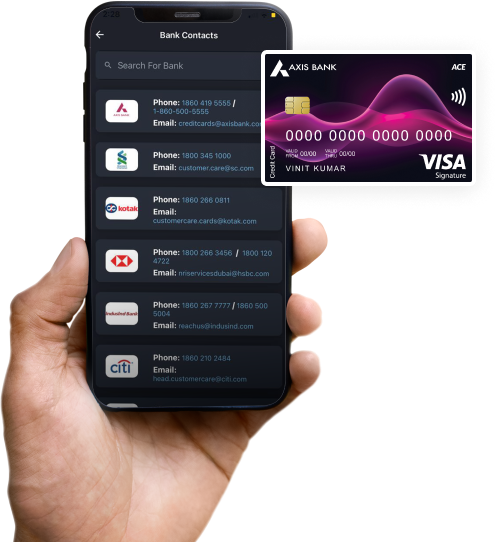 Bank Contacts
Search For Bank
AXIS BANK
Phone: 1860 419 5555 /
1-860-500-5555
Email: creditcards@axisbank.co
Phone: 1800 345 1000
Email: customer.care@sc.com
kotak
Phone: 1860 266 0811
Email:
customercare.cards@kotak.com
Phone: 1800 266 3456 / 1800 120
4722
Email: nriservicesdubai@hsbc.com
IndusInd Bank
Phone: 1860 267 7777 / 1860 500
5004
Email: reachus@indusind.com
citi
Phone: 1860 210 2484
Email:
head.customercare@citi.com
AXIS BANK
ACE
0000 0000 0000 0000
VALID FROM 00/00 VALID THRU 00/00
VINIT KUMAR
Credit Card
VISA
Signature